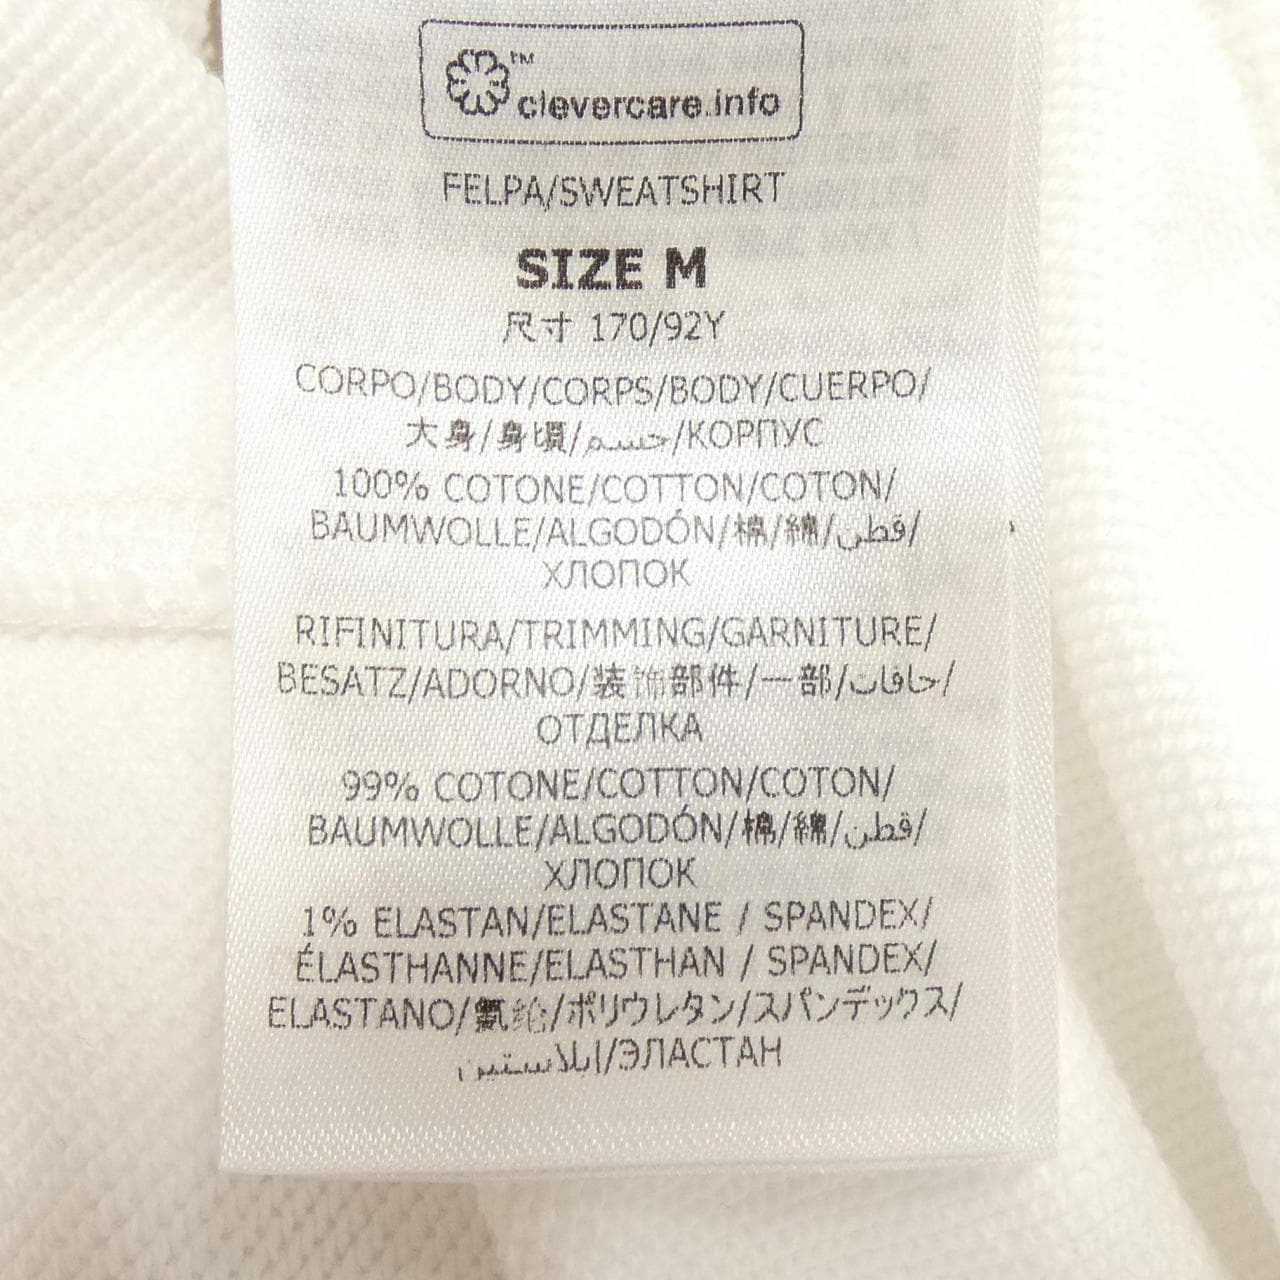 ™
clevercare.info
FELPA/SWEATSHIRT
SIZE M
尺寸 170/92Y
CORPO/BODY/CORPS/BODY/CUERPO/
大身/身頃/جسم/КОРПУС
100% COTONE/COTTON/COTON/
BAUMWOLLE/ALGODÓN/棉/綿/قطن/
ХЛОПОК
RIFINITURA/TRIMMING/GARNITURE/
BESATZ/ADORNO/装饰部件/一部/حافات/
ОТДЕЛКА
99% COTONE/COTTON/COTON/
BAUMWOLLE/ALGODÓN/棉/綿/قطن/
ХЛОПОК
1% ELASTAN/ELASTANE / SPANDEX/
ÉLASTHANNE/ELASTHAN / SPANDEX/
ELASTANO/氨纶/ポリウレタン/スパンデックス/
ايلاستين/ЭЛАСТАН